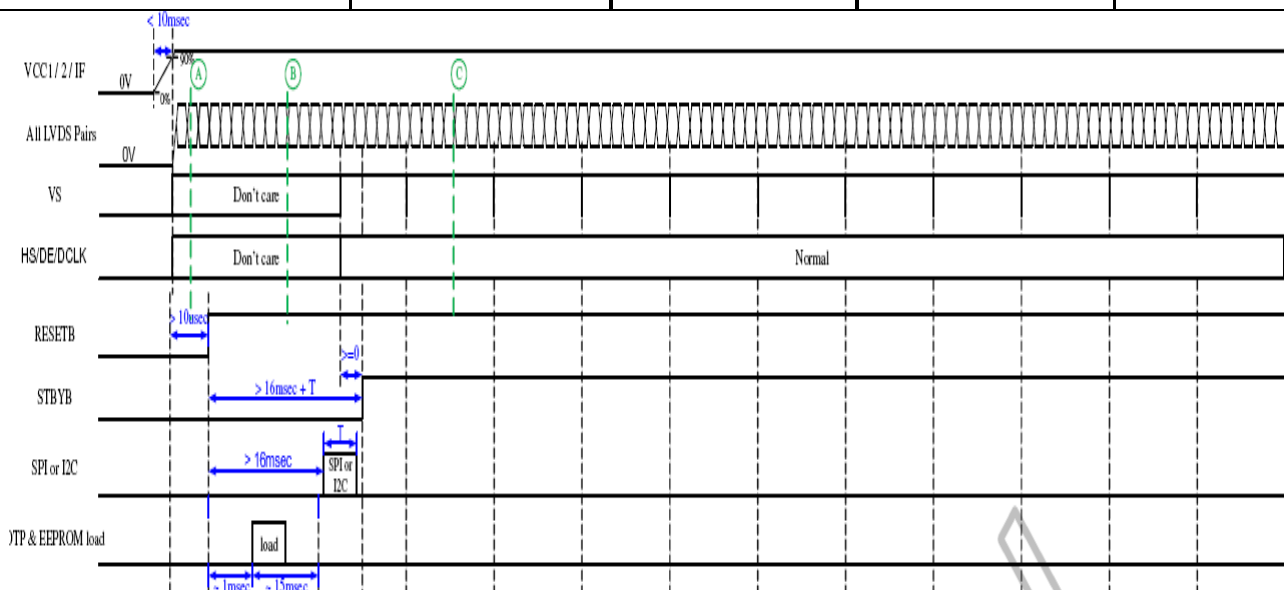 < 10msec
VCC1 / 2 / IF
0V
90%
0%
A
B
C
All LVDS Pairs
0V
VS
Don't care
HS/DE/DCLK
Don't care
Normal
> 10usec
RESETB
>=0
STBYB
> 16msec + T
T
SPI or I2C
> 16msec
SPI or
I2C
OTP & EEPROM load
load
~ 1msec
~ 15msec